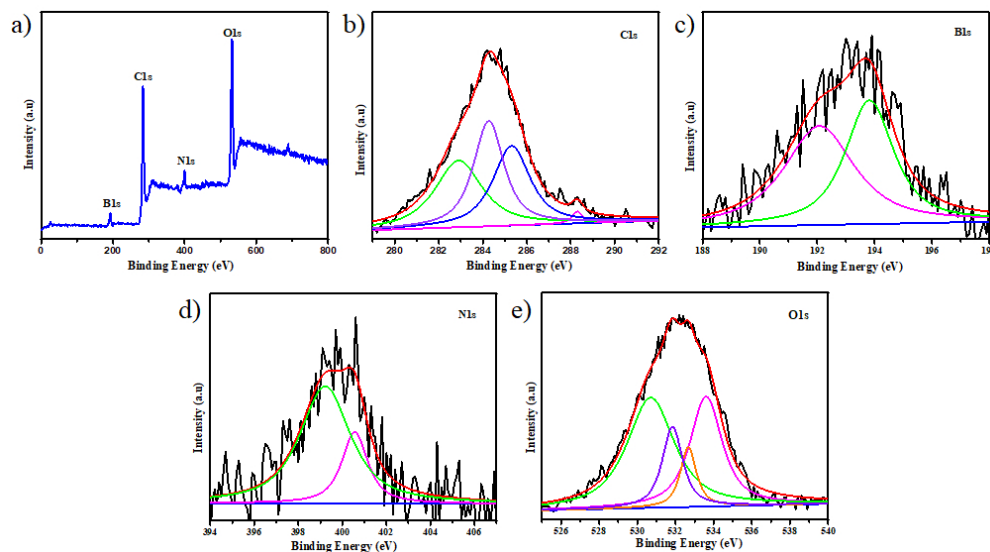 a)
O1s
C1s
N1s
B1s
Intensity (a.u)
0 200 400 600 800
Binding Energy (eV)
b)
C1s
Intensity (a.u)
280 282 284 286 288 290 292
Binding Energy (eV)
c)
B1s
Intensity (a.u)
188 190 192 194 196 198
Binding Energy (eV)
d)
N1s
Intensity (a.u)
394 396 398 400 402 404 406
Binding Energy (eV)
e)
O1s
Intensity (a.u)
526 528 530 532 534 536 538 540
Binding Energy (eV)